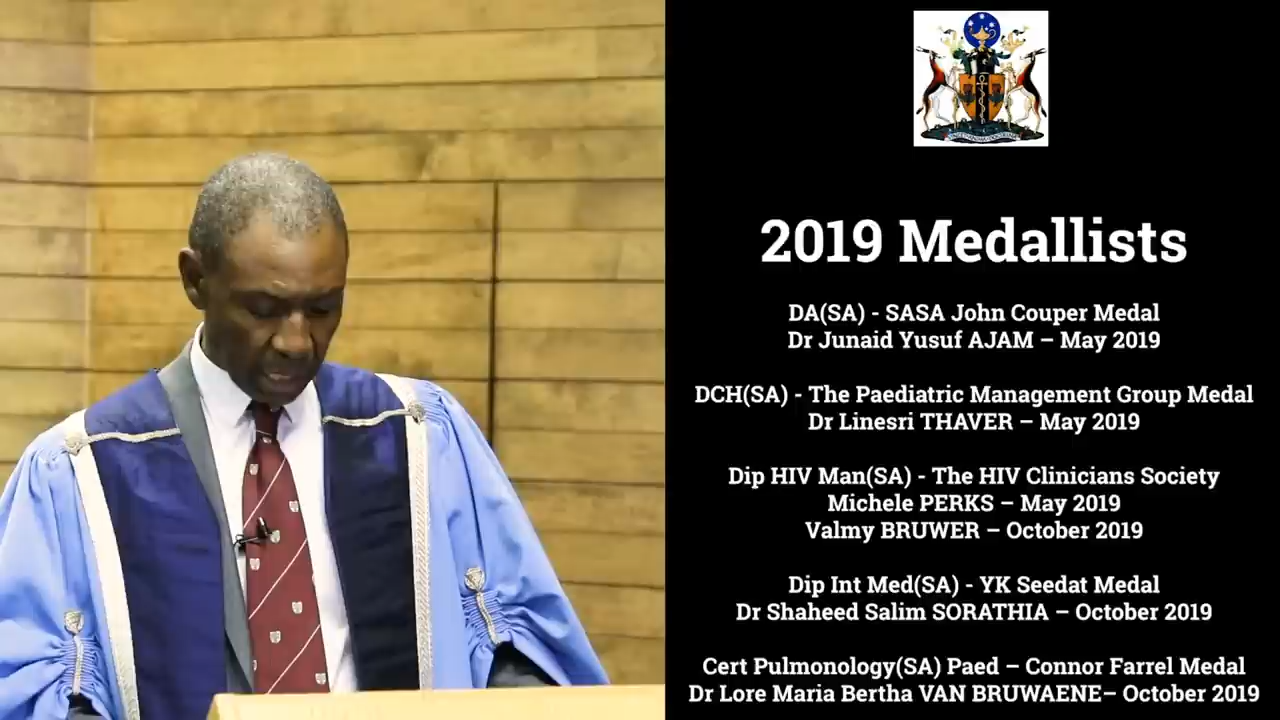 2019 Medallists
DA(SA) - SASA John Couper Medal
Dr Junaid Yusuf AJAM – May 2019
DCH(SA) - The Paediatric Management Group Medal
Dr Linesri THAVER – May 2019
Dip HIV Man(SA) - The HIV Clinicians Society
Michele PERKS – May 2019
Valmy BRUWER – October 2019
Dip Int Med(SA) - YK Seedat Medal
Dr Shaheed Salim SORATHIA – October 2019
Cert Pulmonology(SA) Paed – Connor Farrel Medal
Dr Lore Maria Bertha VAN BRUWAENE– October 2019